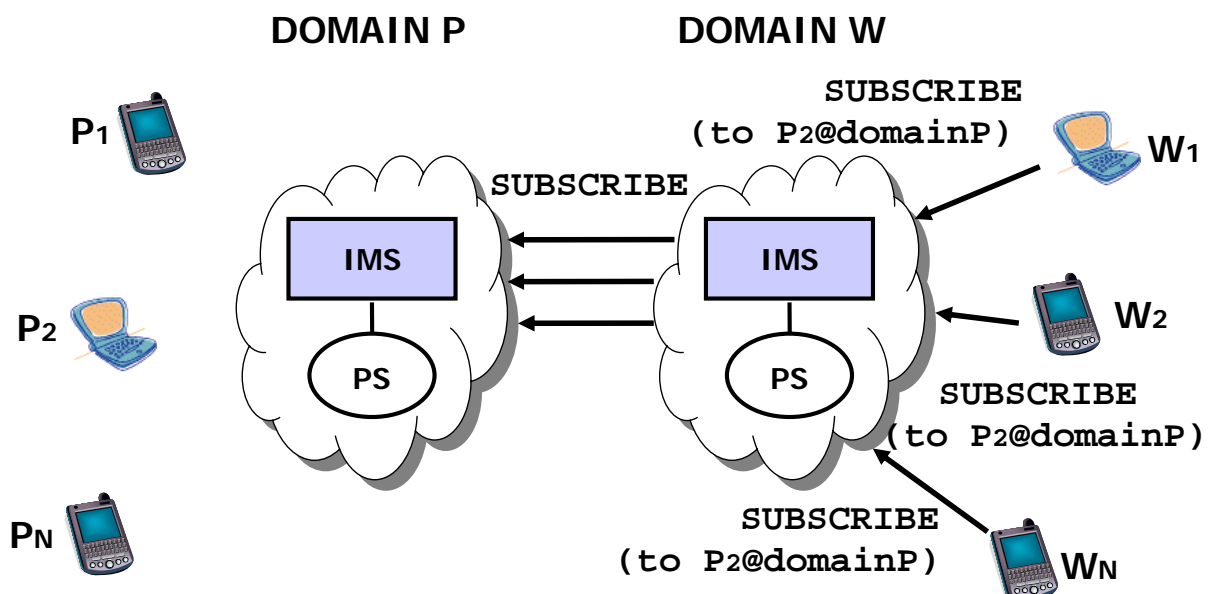 DOMAIN P DOMAIN W
SUBSCRIBE
(to P2@domainP)
P1
W1
SUBSCRIBE
IMS
IMS
P2
W2
PS
PS
SUBSCRIBE
(to P2@domainP)
SUBSCRIBE
(to P2@domainP)
PN
WN